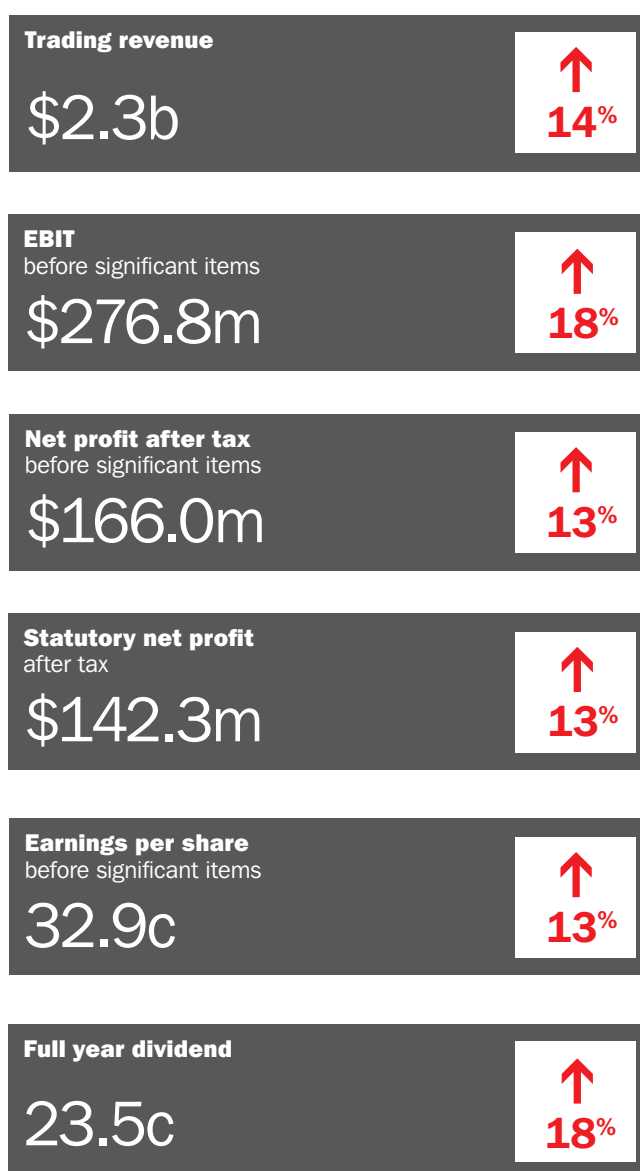 Trading revenue
$2.3b
14%
EBIT
before significant items
$276.8m
18%
Net profit after tax
before significant items
$166.0m
13%
Statutory net profit
after tax
$142.3m
13%
Earnings per share
before significant items
32.9c
13%
Full year dividend
23.5c
18%